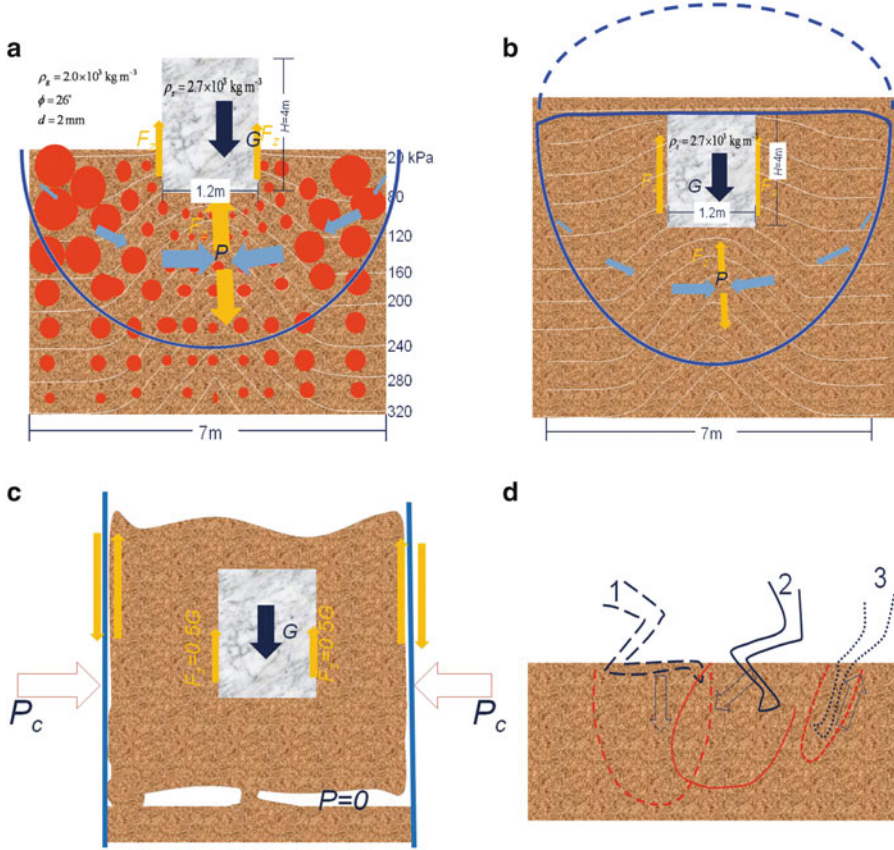 a
ρg = 2.0×10³ kg m⁻³
ϕ = 26°
d = 2 mm
ρs = 2.7×10³ kg m⁻³
H=4m
Fz
G
Fz
1.2m
Fz
P
20 kPa
80
120
160
200
240
280
320
7m
b
ρs = 2.7×10³ kg m⁻³
H=4m
G
1.2m
P
7m
c
Fz=0.5G
G
Fz=0.5G
Pc
Pc
P=0
d
1
2
3